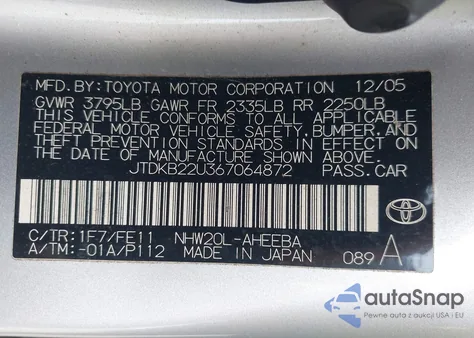 MFD.BY:TOYOTA MOTOR CORPORATION 12/05
GVWR 3795LB GAWR FR 2335LB RR 2250LB
THIS VEHICLE CONFORMS TO ALL APPLICABLE
FEDERAL MOTOR VEHICLE SAFETY, BUMPER,
AND THEFT PREVENTION STANDARDS IN EFFECT ON
THE DATE OF MANUFACTURE SHOWN ABOVE.
JTDKB22U367064872 PASS.CAR
C/TR:1F7/FE11 NHW20L-AHEEBA
A/TM:-01A/P112 MADE IN JAPAN 089 A
autoSnap
Pewne auta z aukcji USA i EU